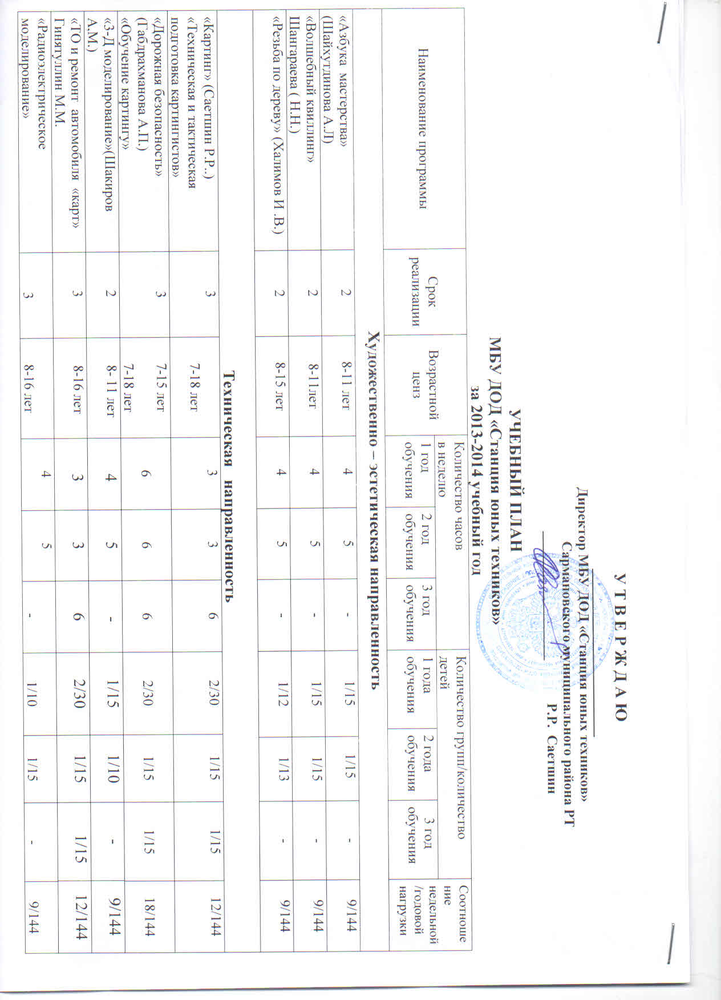 У Т В Е Р Ж Д А Ю
Директор МБУ ДОД «Станция юных техников»
Сармановского муниципального района РТ
Р.Р. Саетшин
УЧЕБНЫЙ ПЛАН
МБУ ДОД «Станция юных техников»
за 2013-2014 учебный год
Наименование программы
Срок
реализации
Возрастной
ценз
Количество часов
в неделю
1 год
обучения
2 год
обучения
3 год
обучения
Количество групп/количество
детей
1 года
обучения
2 года
обучения
3 год
обучения
Соотноше
ние
недельной
/годовой
нагрузки
Художественно – эстетическая направленность
«Азбука мастерства»
(Шайхутдинова А.Л)
2 8-11 лет 4 5 - 1/15 1/15 - 9/144
«Волшебный квиллинг»
Шангараева ( Н.Н.)
2 8-11лет 4 5 - 1/15 1/15 - 9/144
«Резьба по дереву» (Халимов И .В.) 2 8-15 лет 4 5 - 1/12 1/13 - 9/144
Техническая направленность
«Картинг» (Саетшин Р.Р..) 3 7-18 лет 3 3 6 2/30 1/15 1/15 12/144
«Техническая и тактическая
подготовка картингистов»
«Дорожная безопасность» 3 7-15 лет 6 6 6 2/30 1/15 1/15 18/144
(Габдрахманова А.П.)
«Обучение картингу» 7-18 лет
«3-Д моделирование»(Шакиров 2 8- 11 лет 4 5 - 1/15 1/10 - 9/144
А.М.)
«ТО и ремонт автомобиля «карт» 3 8-16 лет 3 3 6 2/30 1/15 1/15 12/144
Гинятуллин М.М.
«Радиоэлектрическое
моделирование» 3 8-16 лет 4 5 - 1/10 1/15 - 9/144